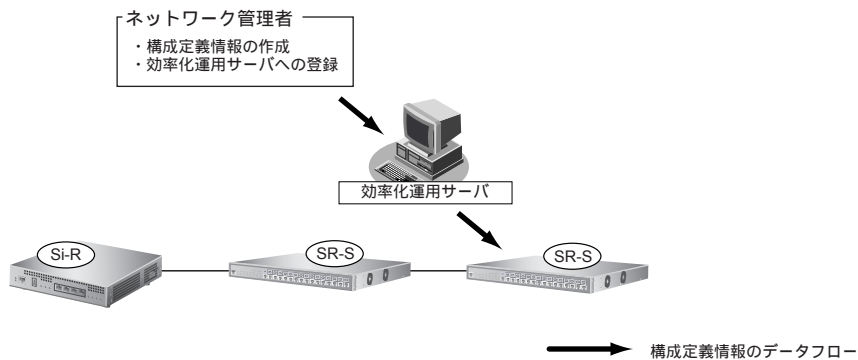 ネットワーク管理者
・構成定義情報の作成
・効率化運用サーバへの登録
効率化運用サーバ
Si-R
SR-S
SR-S
構成定義情報のデータフロー